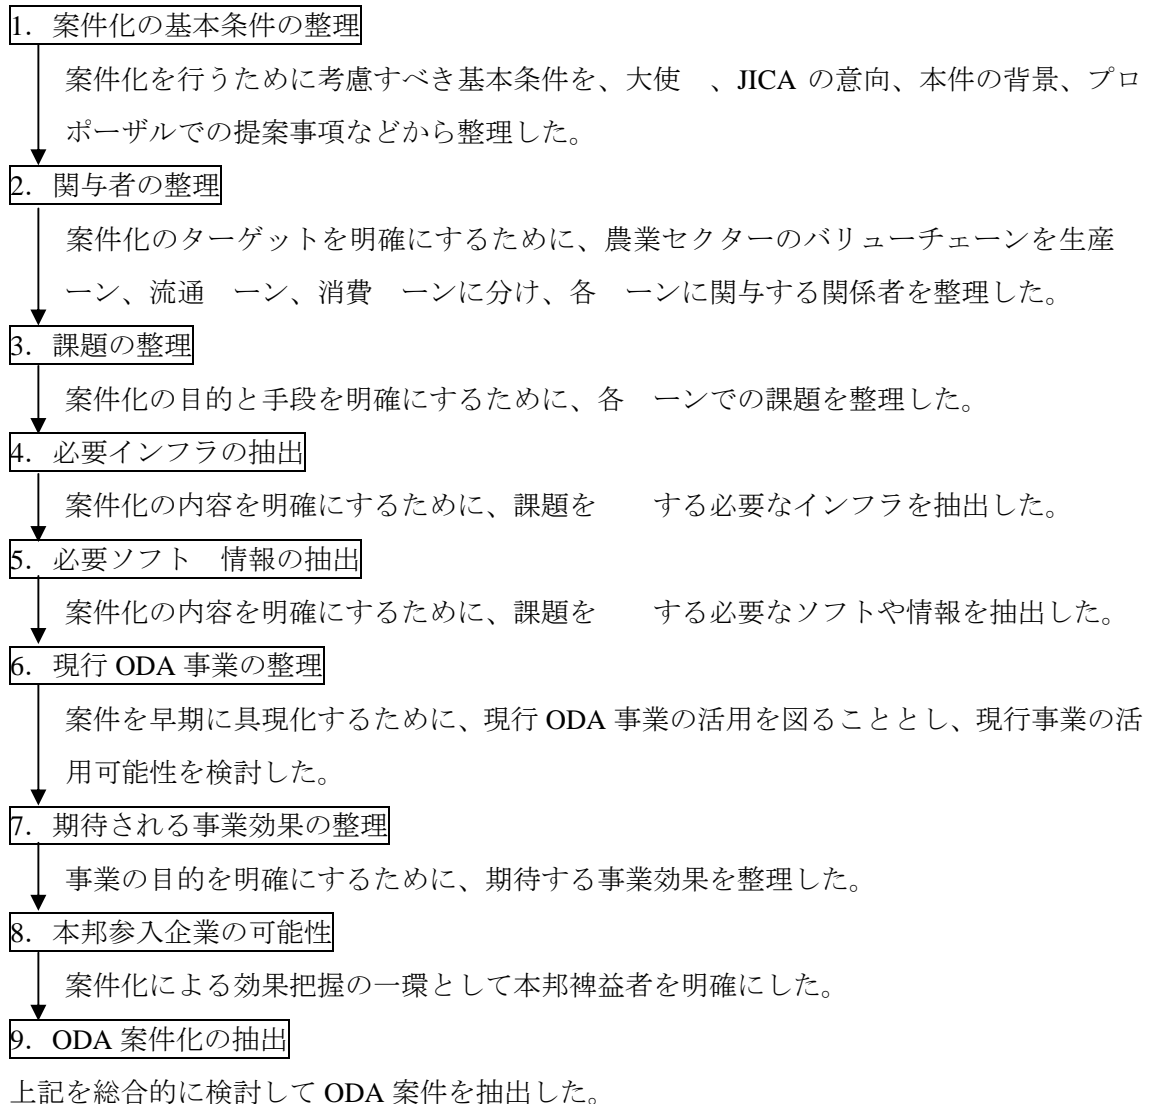 1. 案件化の基本条件の整理
案件化を行うために考慮すべき基本条件を、大使　、JICA の意向、本件の背景、プロ
ポーザルでの提案事項などから整理した。
2. 関与者の整理
案件化のターゲットを明確にするために、農業セクターのバリューチェーンを生産
ーン、流通　ーン、消費　ーンに分け、各　ーンに関与する関係者を整理した。
3. 課題の整理
案件化の目的と手段を明確にするために、各　ーンでの課題を整理した。
4. 必要インフラの抽出
案件化の内容を明確にするために、課題を　　する必要なインフラを抽出した。
5. 必要ソフト　情報の抽出
案件化の内容を明確にするために、課題を　　する必要なソフトや情報を抽出した。
6. 現行 ODA 事業の整理
案件を早期に具現化するために、現行 ODA 事業の活用を図ることとし、現行事業の活
用可能性を検討した。
7. 期待される事業効果の整理
事業の目的を明確にするために、期待する事業効果を整理した。
8. 本邦参入企業の可能性
案件化による効果把握の一環として本邦裨益者を明確にした。
9. ODA 案件化の抽出
上記を総合的に検討して ODA 案件を抽出した。